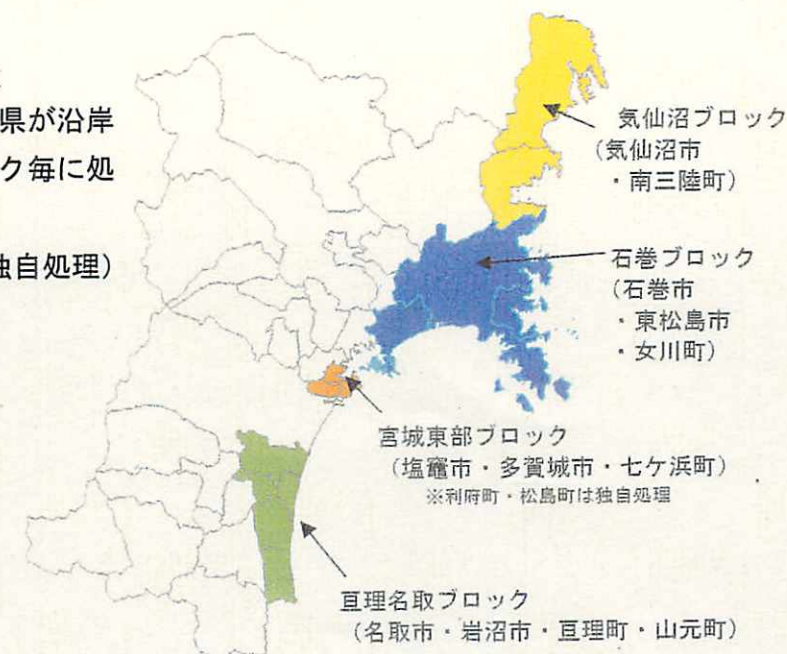 県が沿岸
ク毎に処
独自処理）
気仙沼ブロック
（気仙沼市
・南三陸町）
石巻ブロック
（石巻市
・東松島市
・女川町）
宮城東部ブロック
（塩竈市・多賀城市・七ケ浜町）
※利府町・松島町は独自処理
亘理名取ブロック
（名取市・岩沼市・亘理町・山元町）